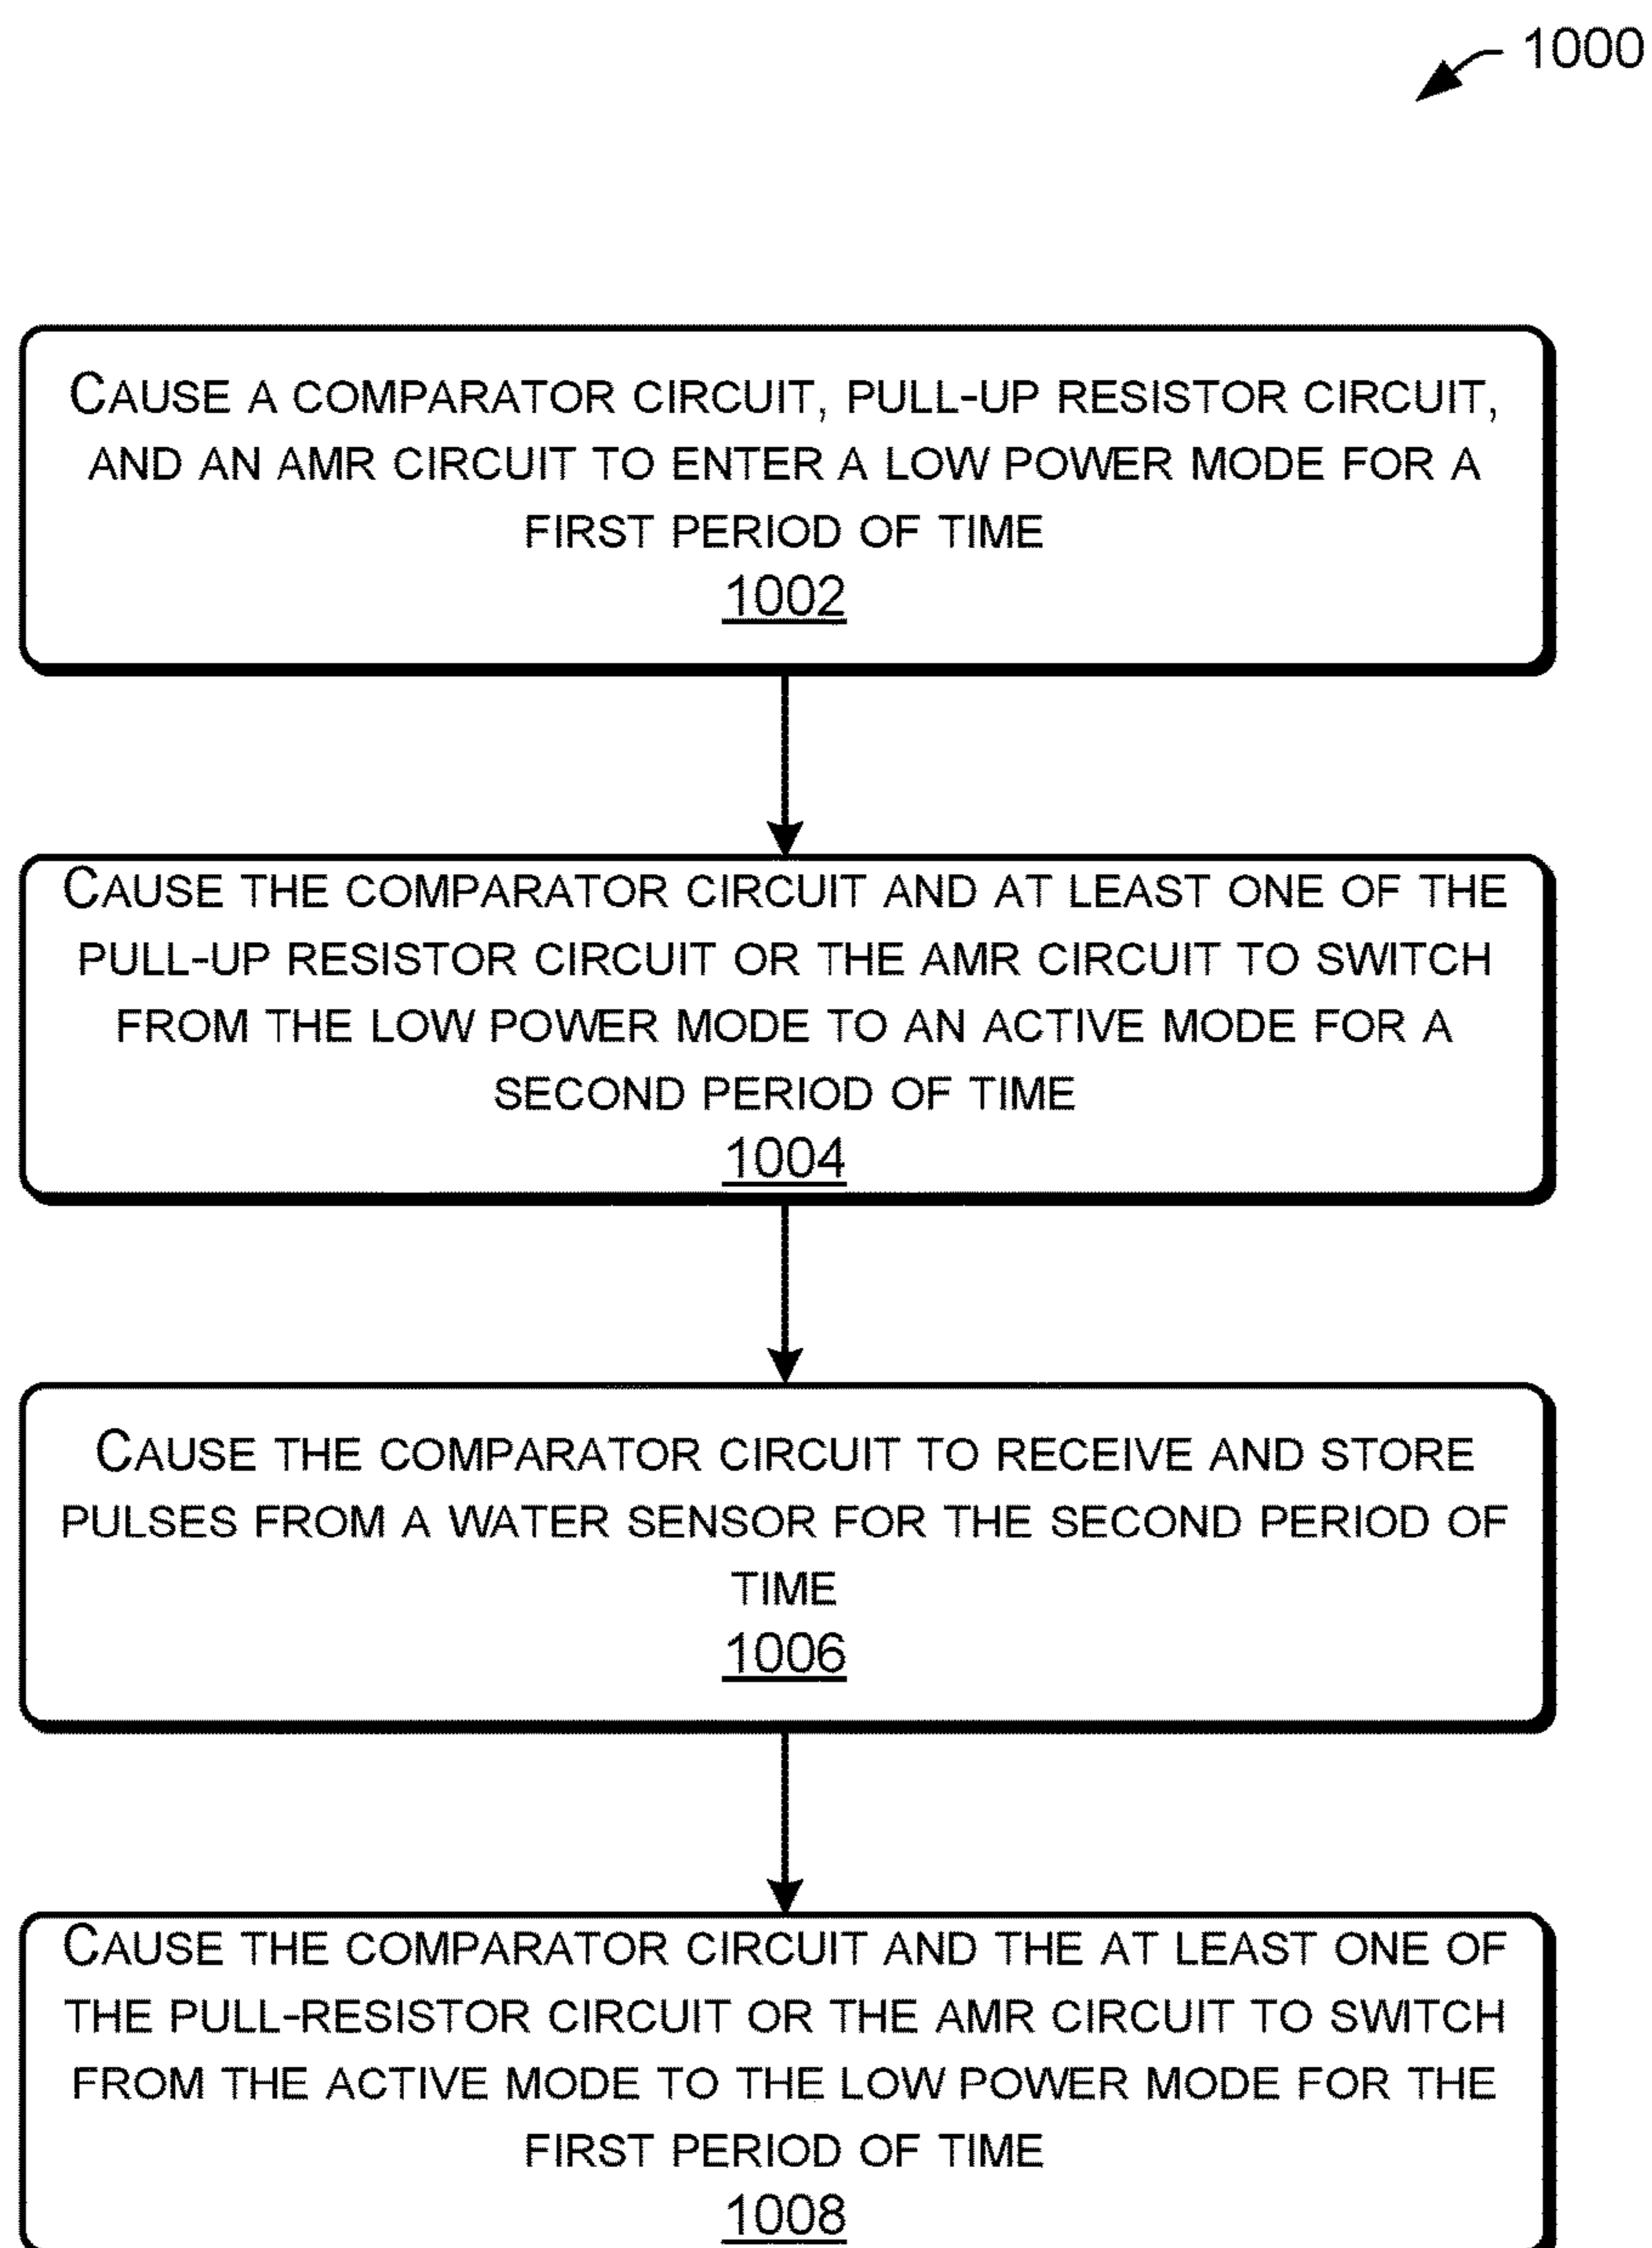 1000
CAUSE A COMPARATOR CIRCUIT, PULL-UP RESISTOR CIRCUIT,
AND AN AMR CIRCUIT TO ENTER A LOW POWER MODE FOR A
FIRST PERIOD OF TIME
1002
CAUSE THE COMPARATOR CIRCUIT AND AT LEAST ONE OF THE
PULL-UP RESISTOR CIRCUIT OR THE AMR CIRCUIT TO SWITCH
FROM THE LOW POWER MODE TO AN ACTIVE MODE FOR A
SECOND PERIOD OF TIME
1004
CAUSE THE COMPARATOR CIRCUIT TO RECEIVE AND STORE
PULSES FROM A WATER SENSOR FOR THE SECOND PERIOD OF
TIME
1006
CAUSE THE COMPARATOR CIRCUIT AND THE AT LEAST ONE OF
THE PULL-RESISTOR CIRCUIT OR THE AMR CIRCUIT TO SWITCH
FROM THE ACTIVE MODE TO THE LOW POWER MODE FOR THE
FIRST PERIOD OF TIME
1008